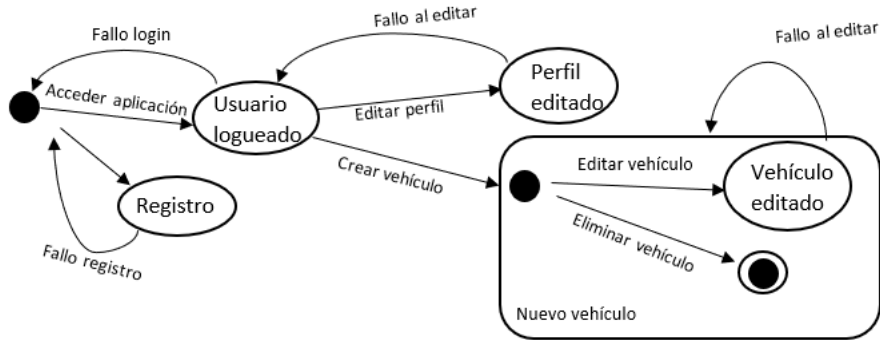 Fallo login
Fallo al editar
Fallo al editar
Acceder aplicación
Usuario
logueado
Editar perfil
Perfil
editado
Crear vehículo
Editar vehículo
Vehículo
editado
Registro
Eliminar vehículo
Fallo registro
Nuevo vehículo